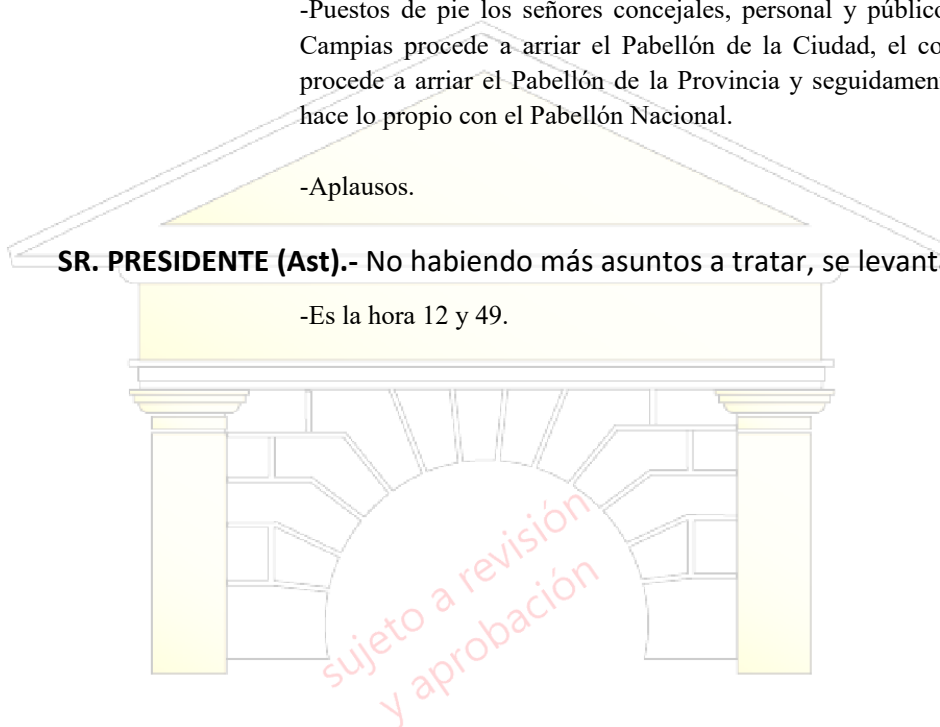 -Puestos de pie los señores concejales, personal y público
Campias procede a arriar el Pabellón de la Ciudad, el co
procede a arriar el Pabellón de la Provincia y seguidamen
hace lo propio con el Pabellón Nacional.
-Aplausos.
SR. PRESIDENTE (Ast).- No habiendo más asuntos a tratar, se levant
-Es la hora 12 y 49.
sujeto a revisión
y aprobación